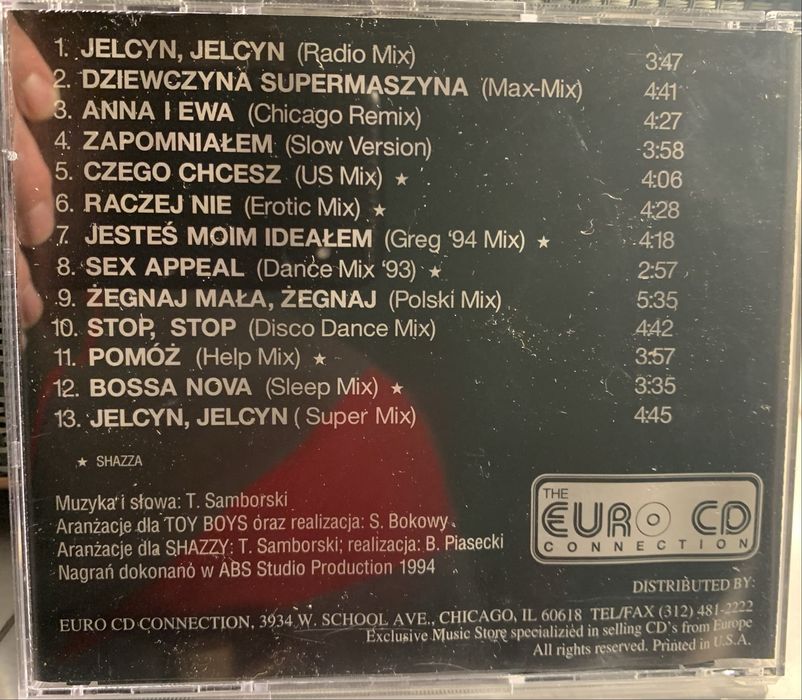 1. JELCYN, JELCYN (Radio Mix) 3:47
2. DZIEWCZYNA SUPERMASZYNA (Max-Mix) 4:41
3. ANNA I EWA (Chicago Remix) 4:27
4. ZAPOMNIAŁEM (Slow Version) 3:58
5. CZEGO CHCESZ (US Mix) ★ 4:06
6. RACZEJ NIE (Erotic Mix) ★ 4:28
7. JESTEŚ MOIM IDEAŁEM (Greg '94 Mix) ★ 4:18
8. SEX APPEAL (Dance Mix '93) ★ 2:57
9. ŻEGNAJ MAŁA, ŻEGNAJ (Polski Mix) 5:35
10. STOP, STOP (Disco Dance Mix) 4:42
11. POMÓŻ (Help Mix) ★ 3:57
12. BOSSA NOVA (Sleep Mix) ★ 3:35
13. JELCYN, JELCYN ( Super Mix) 4:45
★ SHAZZA
Muzyka i słowa: T. Samborski
Aranżacje dla TOY BOYS oraz realizacja: S. Bokowy
Aranżacje dla SHAZZY: T. Samborski; realizacja: B. Piasecki
Nagrań dokonano w ABS Studio Production 1994
THE
EURO CD
CONNECTION
DISTRIBUTED BY:
EURO CD CONNECTION, 3934 W. SCHOOL AVE., CHICAGO, IL 60618 TEL/FAX (312) 481-2222
Exclusive Music Store specializied in selling CD's from Europe
All rights reserved. Printed in U.S.A.